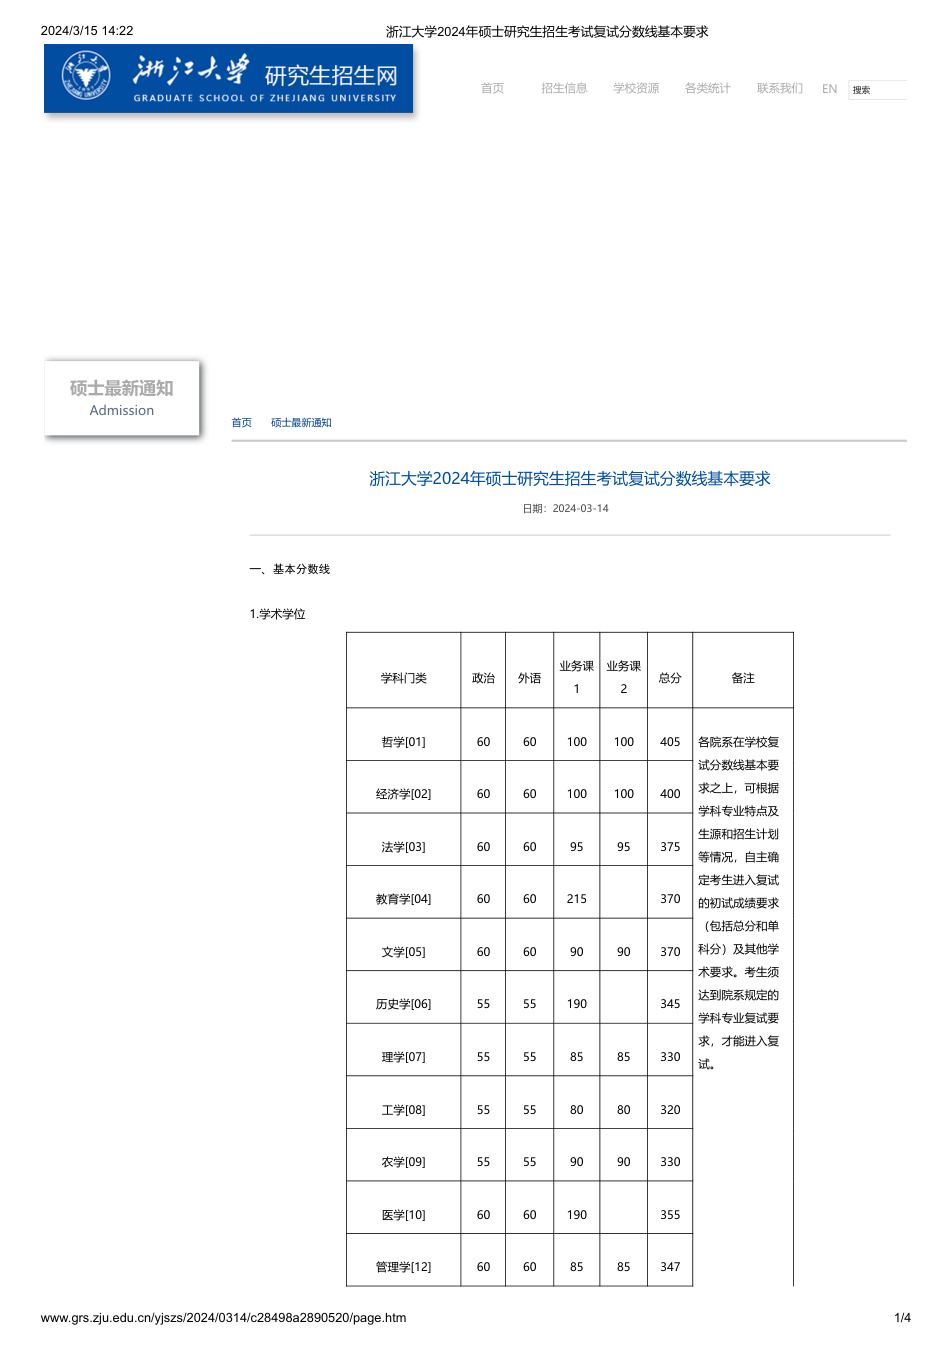 2024/3/15 14:22 浙江大学2024年硕士研究生招生考试复试分数线基本要求
浙江大学 研究生招生网
GRADUATE SCHOOL OF ZHEJIANG UNIVERSITY
首页 招生信息 学校资源 各类统计 联系我们 EN 搜索
硕士最新通知
Admission
首页 硕士最新通知
浙江大学2024年硕士研究生招生考试复试分数线基本要求
日期：2024-03-14
一、基本分数线
1.学术学位
学科门类 政治 外语 业务课1 业务课2 总分 备注
哲学[01] 60 60 100 100 405
经济学[02] 60 60 100 100 400
法学[03] 60 60 95 95 375
教育学[04] 60 60 215 370
文学[05] 60 60 90 90 370
历史学[06] 55 55 190 345
理学[07] 55 55 85 85 330
工学[08] 55 55 80 80 320
农学[09] 55 55 90 90 330
医学[10] 60 60 190 355
管理学[12] 60 60 85 85 347
各院系在学校复
试分数线基本要
求之上，可根据
学科专业特点及
生源和招生计划
等情况，自主确
定考生进入复试
的初试成绩要求
（包括总分和单
科分）及其他学
术要求。考生须
达到院系规定的
学科专业复试要
求，才能进入复
试。
www.grs.zju.edu.cn/yjszs/2024/0314/c28498a2890520/page.htm 1/4